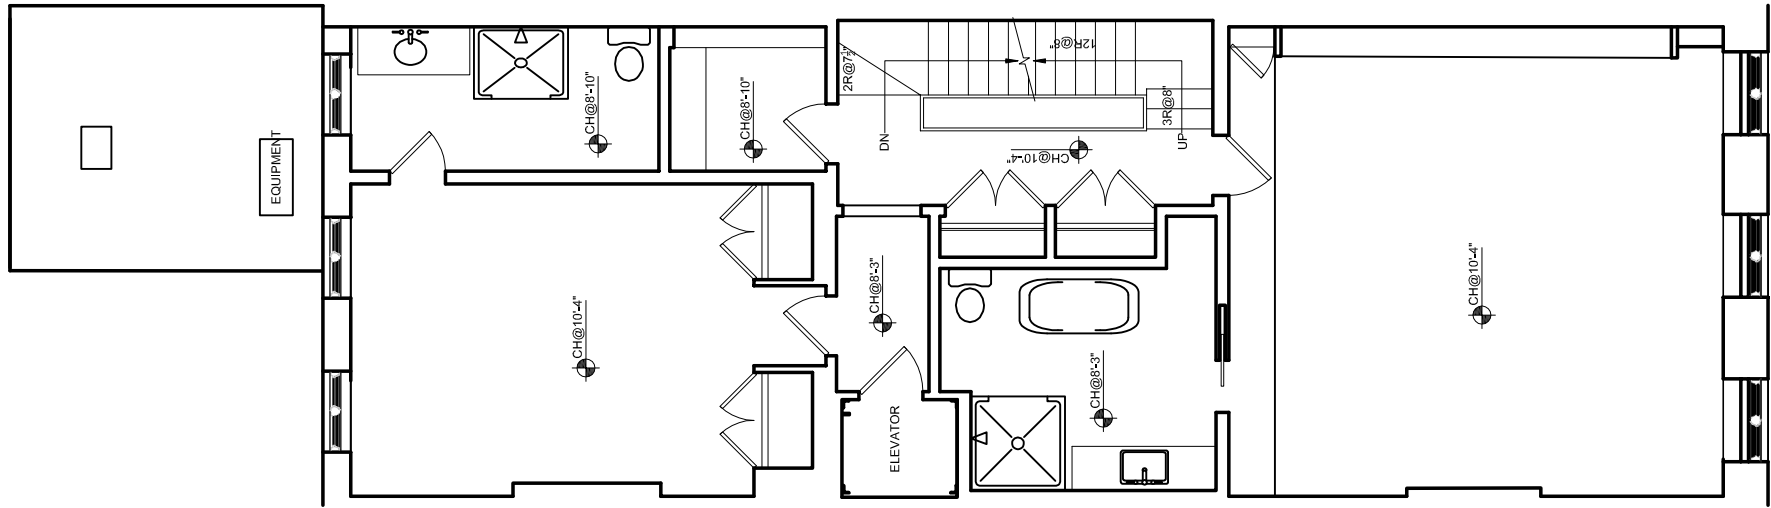 EQUIPMENT
CH@8'-10"
CH@8'-10"
2R@7½"
12R@8"
3R@8"
DN
UP
CH@10'-4"
CH@10'-4"
CH@8'-3"
ELEVATOR
CH@8'-3"
CH@10'-4"